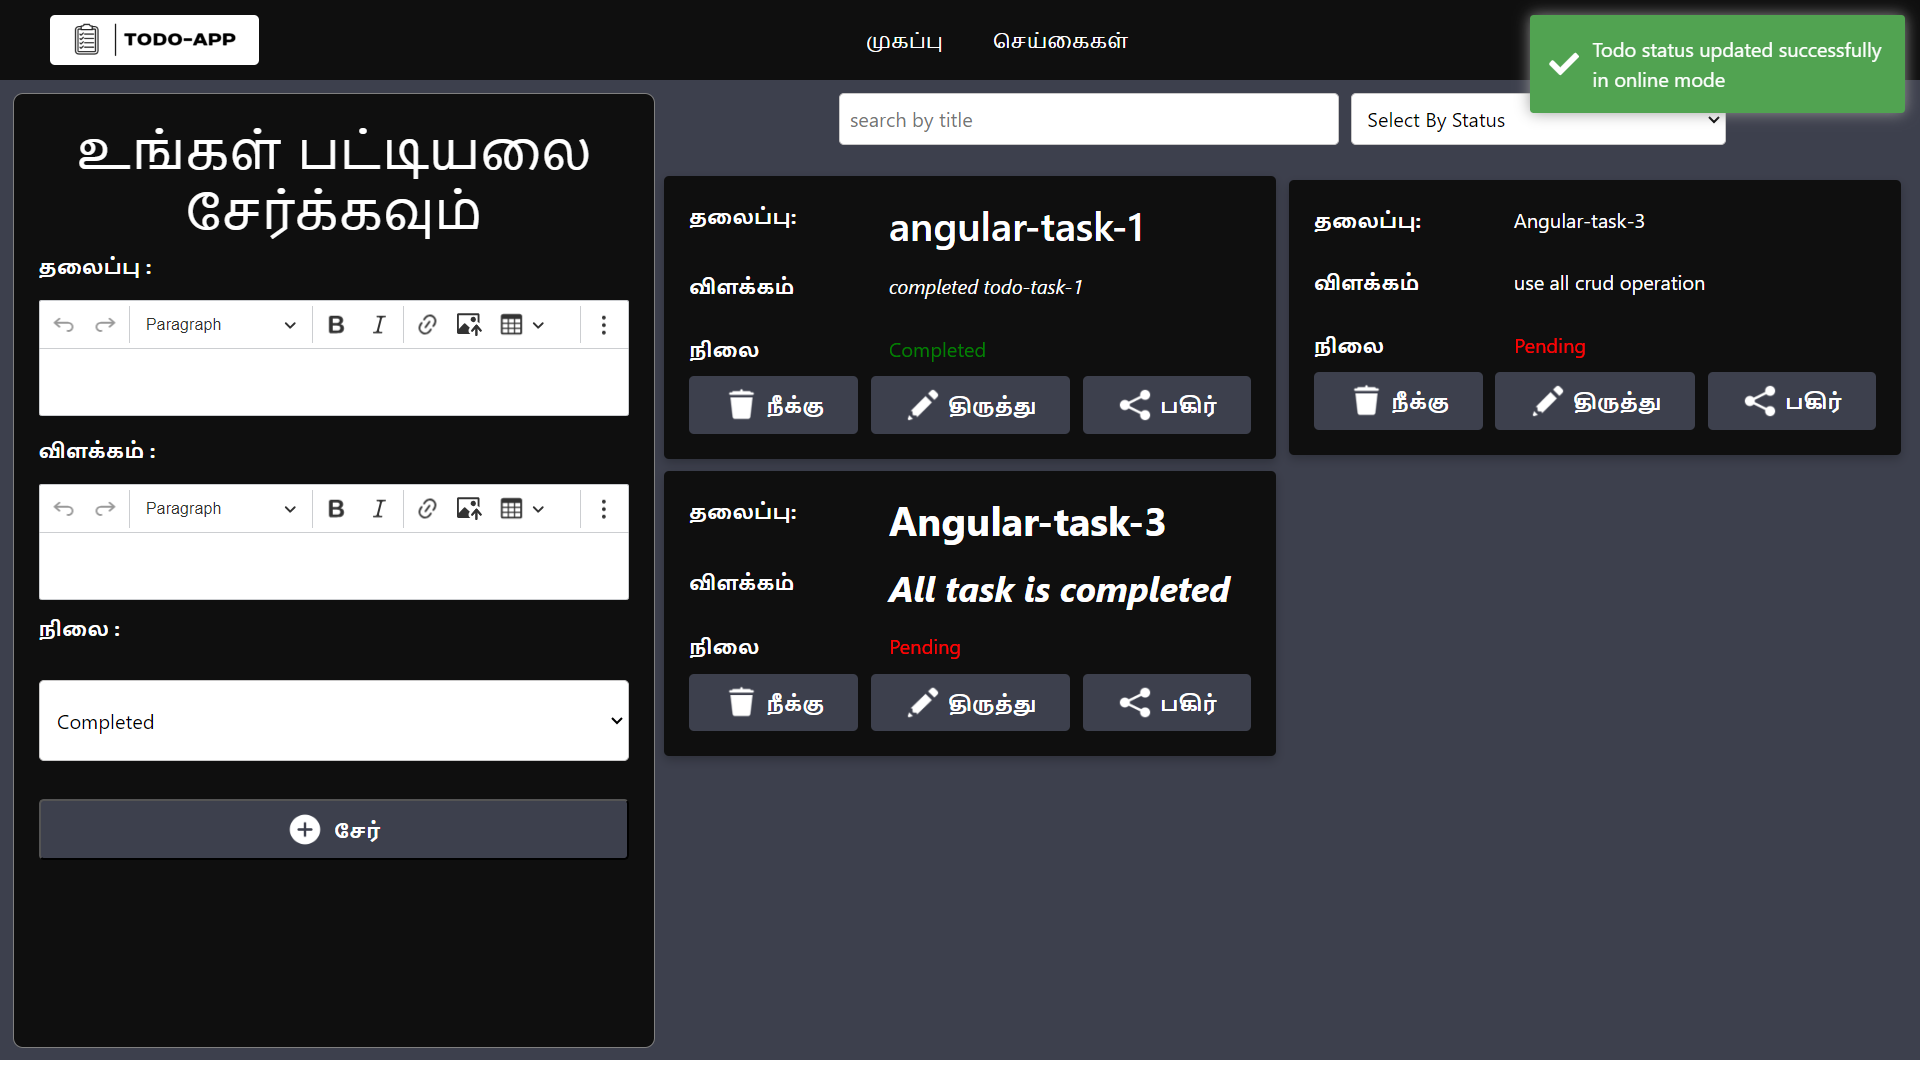 TODO-APP
முகப்பு
செய்கைகள்
Todo status updated successfully
in online mode
உங்கள் பட்டியலை
சேர்க்கவும்
தலைப்பு :
Paragraph
விளக்கம் :
Paragraph
நிலை :
Completed
சேர்
search by title
Select By Status
தலைப்பு: angular-task-1
விளக்கம் completed todo-task-1
நிலை Completed
நீக்கு திருத்து பகிர்
தலைப்பு: Angular-task-3
விளக்கம் use all crud operation
நிலை Pending
நீக்கு திருத்து பகிர்
தலைப்பு: Angular-task-3
விளக்கம் All task is completed
நிலை Pending
நீக்கு திருத்து பகிர்